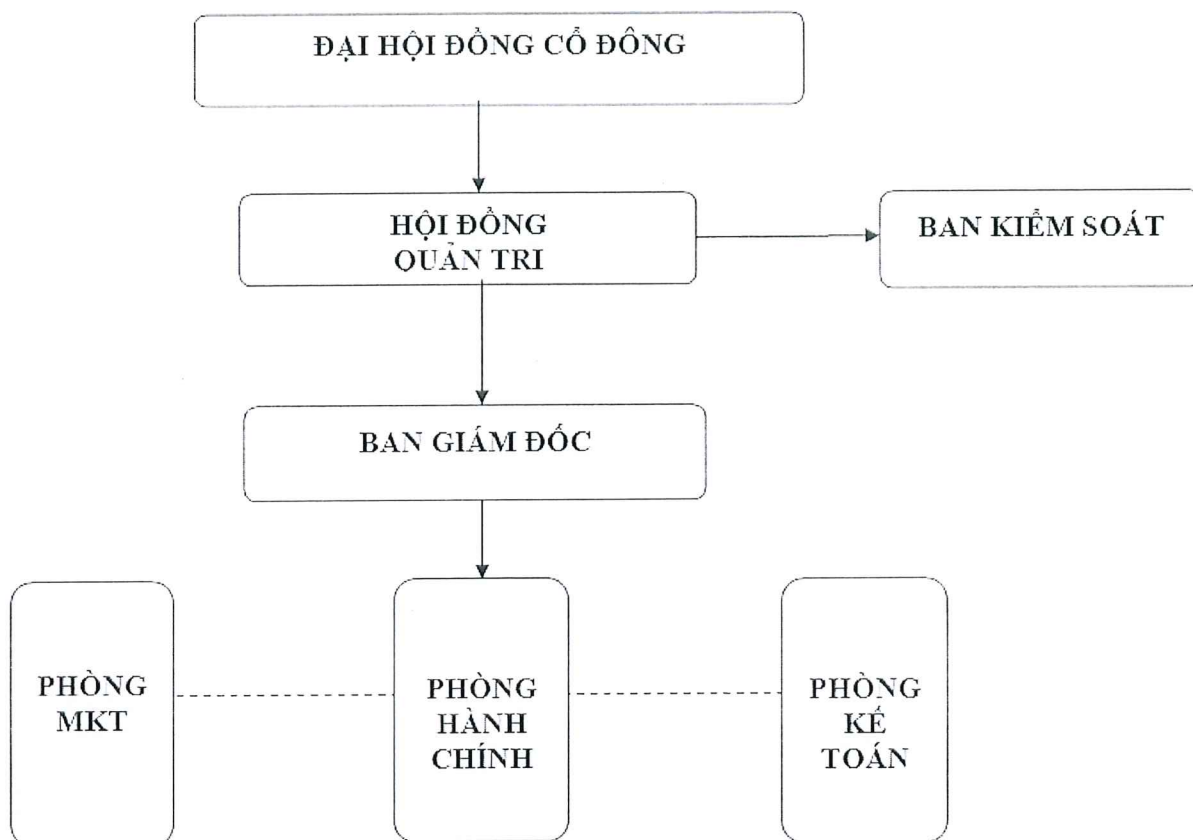 ĐẠI HỘI ĐỒNG CỔ ĐÔNG
HỘI ĐỒNG
QUẢN TRI
BAN KIỂM SOÁT
BAN GIÁM ĐỐC
PHÒNG
MKT
PHÒNG
HÀNH
CHÍNH
PHÒNG
KẾ
TOÁN